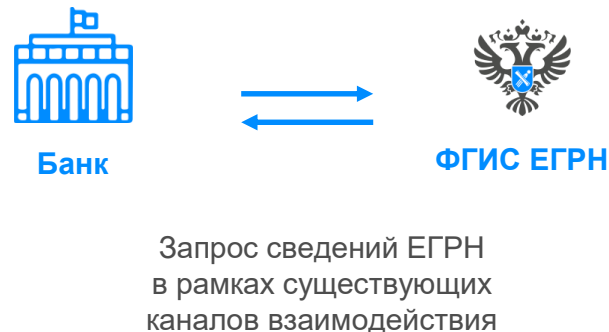 Банк
ФГИС ЕГРН
Запрос сведений ЕГРН
в рамках существующих
каналов взаимодействия